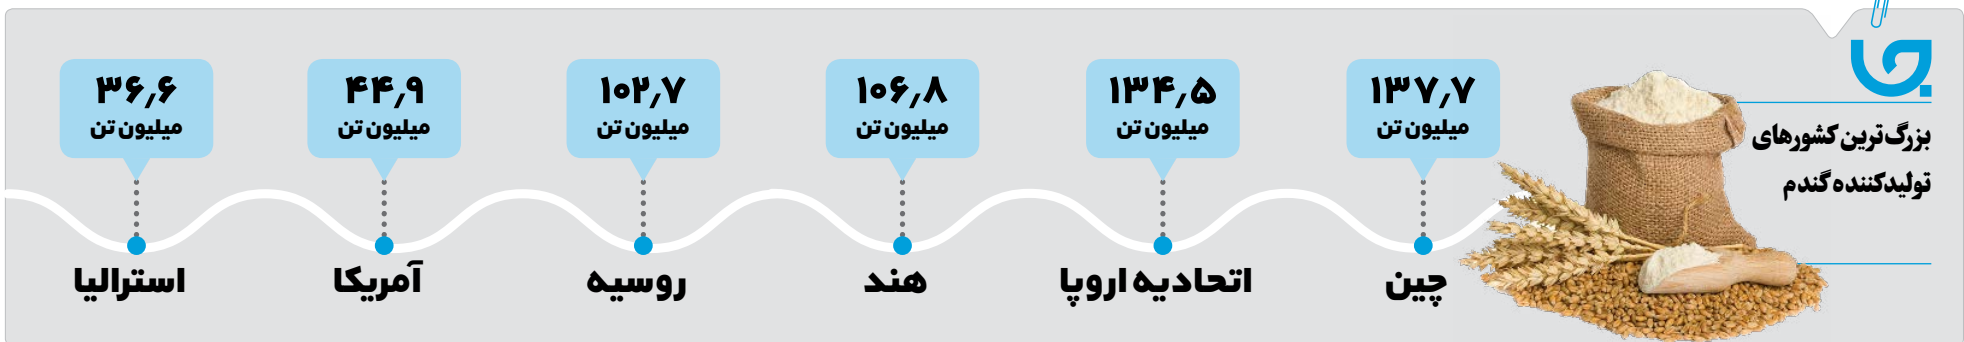 بزرگ‌ترین کشورهای
تولیدکننده گندم
۱۳۷٫۷
میلیون تن
چین
۱۳۴٫۵
میلیون تن
اتحادیه اروپا
۱۰۶٫۸
میلیون تن
هند
۱۰۲٫۷
میلیون تن
روسیه
۴۴٫۹
میلیون تن
آمریکا
۳۶٫۶
میلیون تن
استرالیا